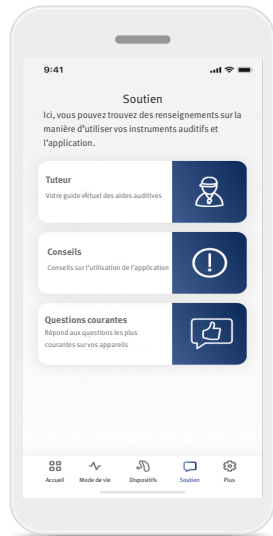 9:41
Soutien
Ici, vous pouvez trouvez des renseignements sur la
manière d'utiliser vos instruments auditifs et
l'application.
Tuteur
Votre guide virtuel des aides auditives
Conseils
Conseils sur l'utilisation de l'application
Questions courantes
Répond aux questions les plus
courantes sur vos appareils
Accueil Mode de vie Dispositifs Soutien Plus